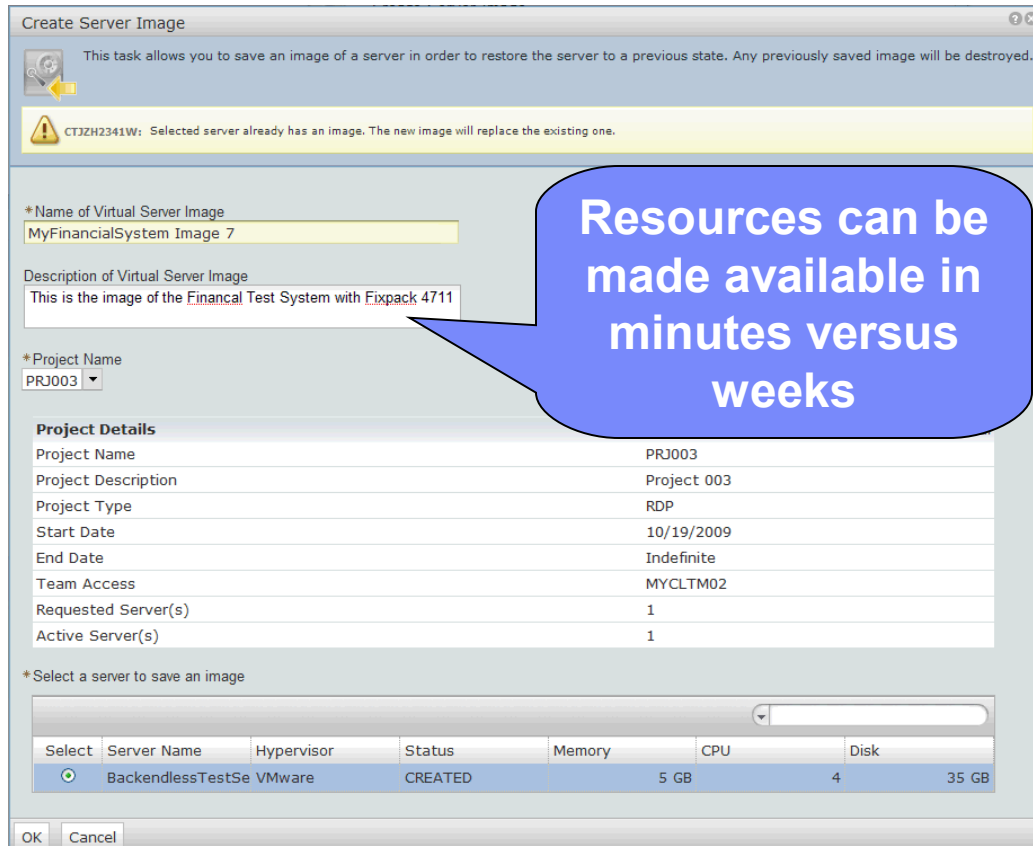 Create Server Image
This task allows you to save an image of a server in order to restore the server to a previous state. Any previously saved image will be destroyed.
CTJZH2341W: Selected server already has an image. The new image will replace the existing one.
*Name of Virtual Server Image
MyFinancialSystem Image 7
Description of Virtual Server Image
This is the image of the Financal Test System with Fixpack 4711
Resources can be
made available in
minutes versus
weeks
*Project Name
PRJ003
Project Details
Project Name PRJ003
Project Description Project 003
Project Type RDP
Start Date 10/19/2009
End Date Indefinite
Team Access MYCLTM02
Requested Server(s) 1
Active Server(s) 1
*Select a server to save an image
Select Server Name Hypervisor Status Memory CPU Disk
BackendlessTestSe VMware CREATED 5 GB 4 35 GB
OK Cancel